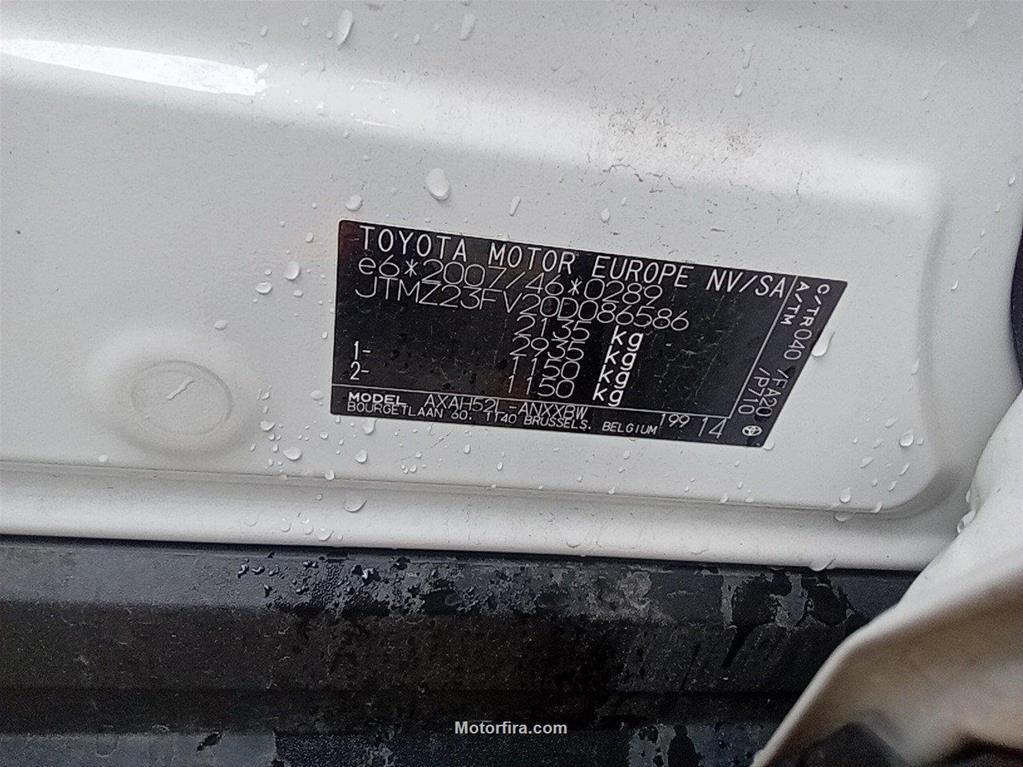 TOYOTA MOTOR EUROPE NV/SA
e6*2007/46*0289
JTMZ23FV20D086586
2135 kg
2935 kg
1- 1150 kg
2- 1150 kg
C/TR 040 /FA20
A/TM /P710
MODEL AXAH52L-ANXXBW
BOURGETLAAN 60. 1140 BRUSSELS. BELGIUM
199 14
Motorfira.com